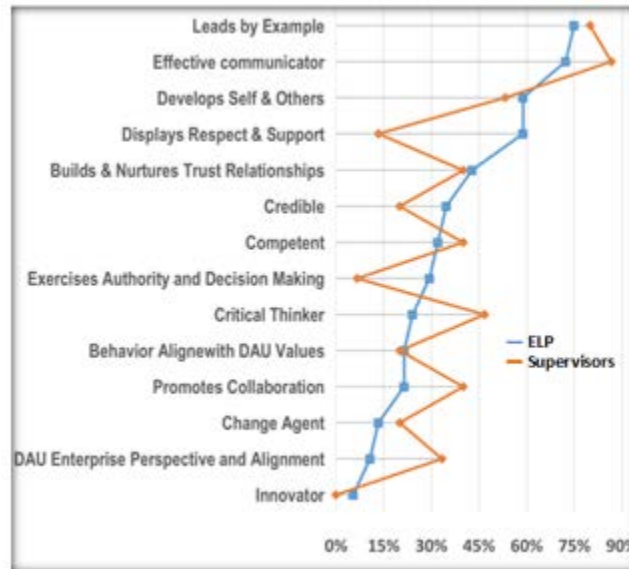 Leads by Example
Effective communicator
Develops Self & Others
Displays Respect & Support
Builds & Nurtures Trust Relationships
Credible
Competent
Exercises Authority and Decision Making
Critical Thinker
Behavior Alignewith DAU Values
Promotes Collaboration
Change Agent
DAU Enterprise Perspective and Alignment
Innovator
ELP
Supervisors
0% 15% 30% 45% 60% 75% 90%